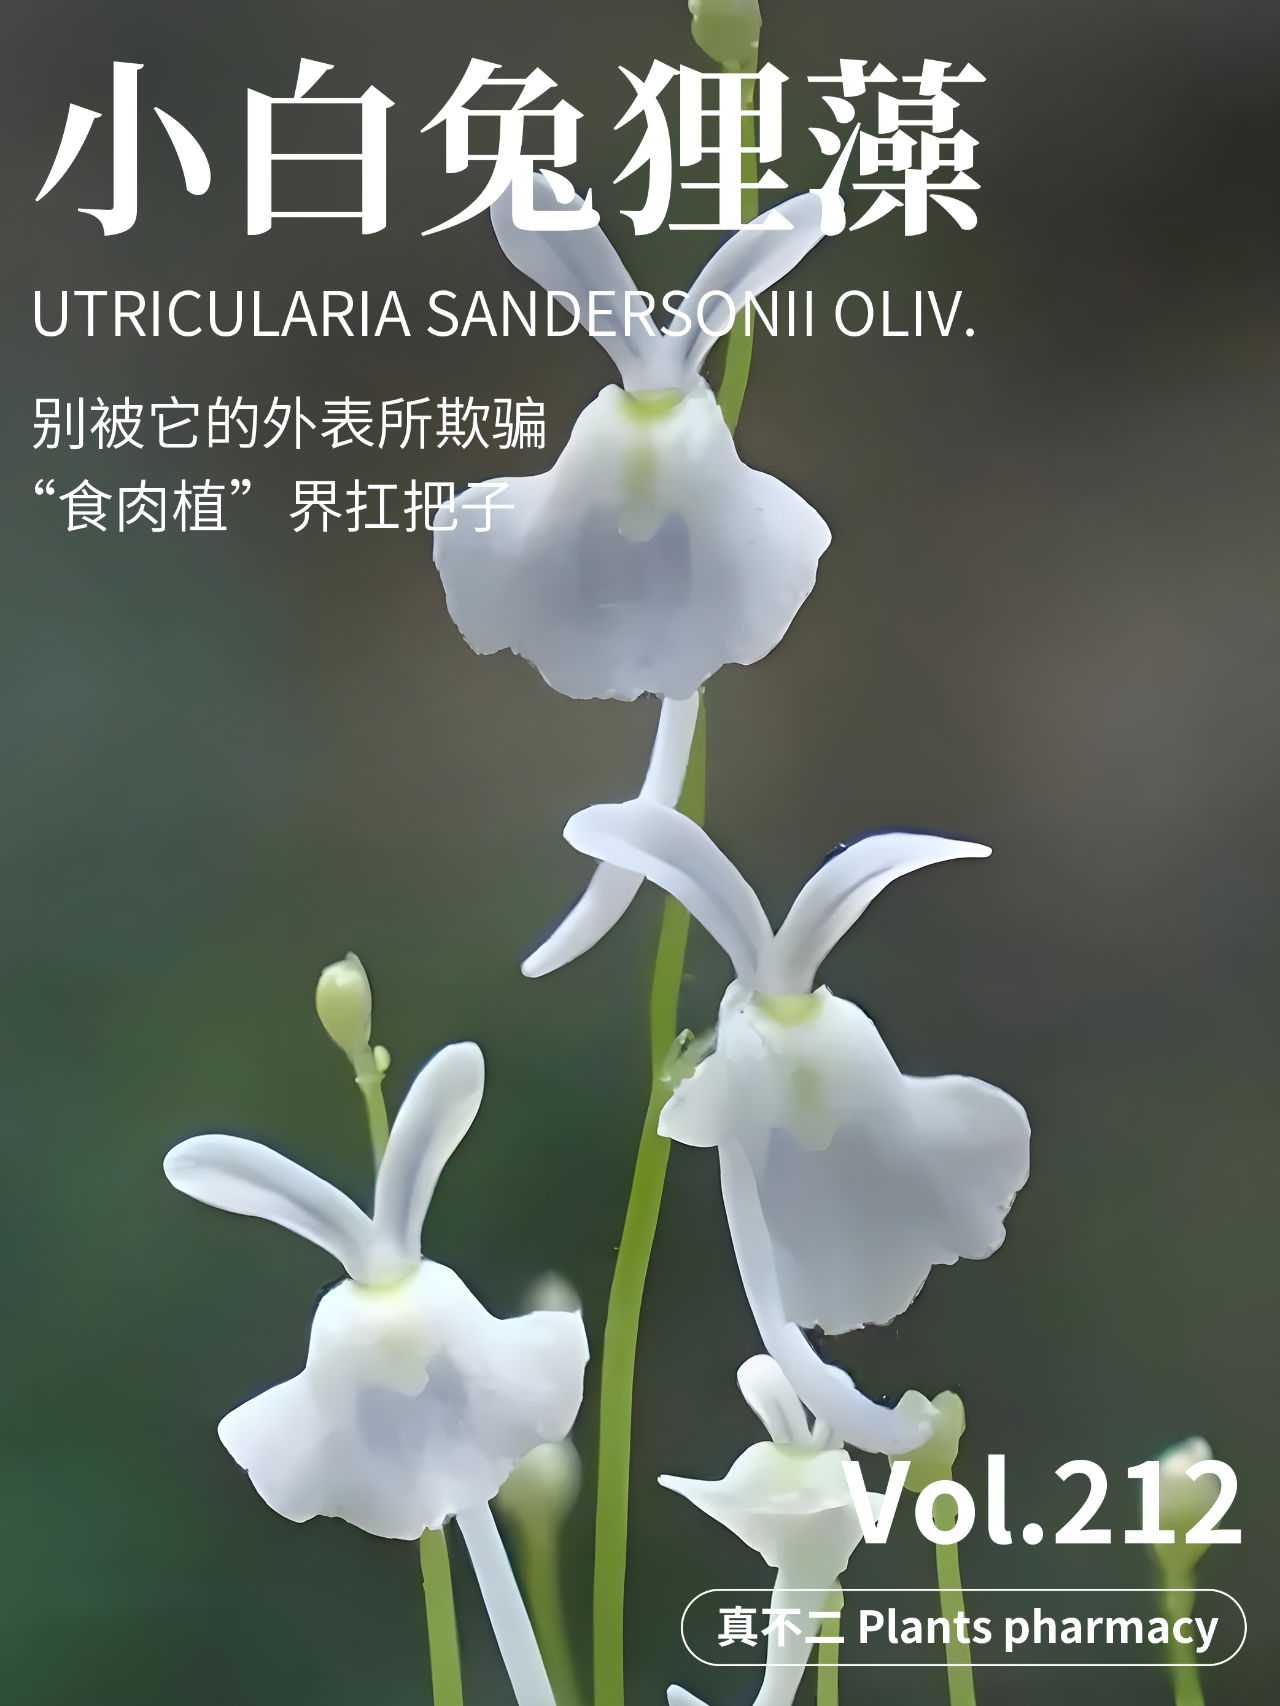 小白兔狸藻
UTRICULARIA SANDERSONII OLIV.
别被它的外表所欺骗
“食肉植”界扛把子
Vol.212
真不二 Plants pharmacy